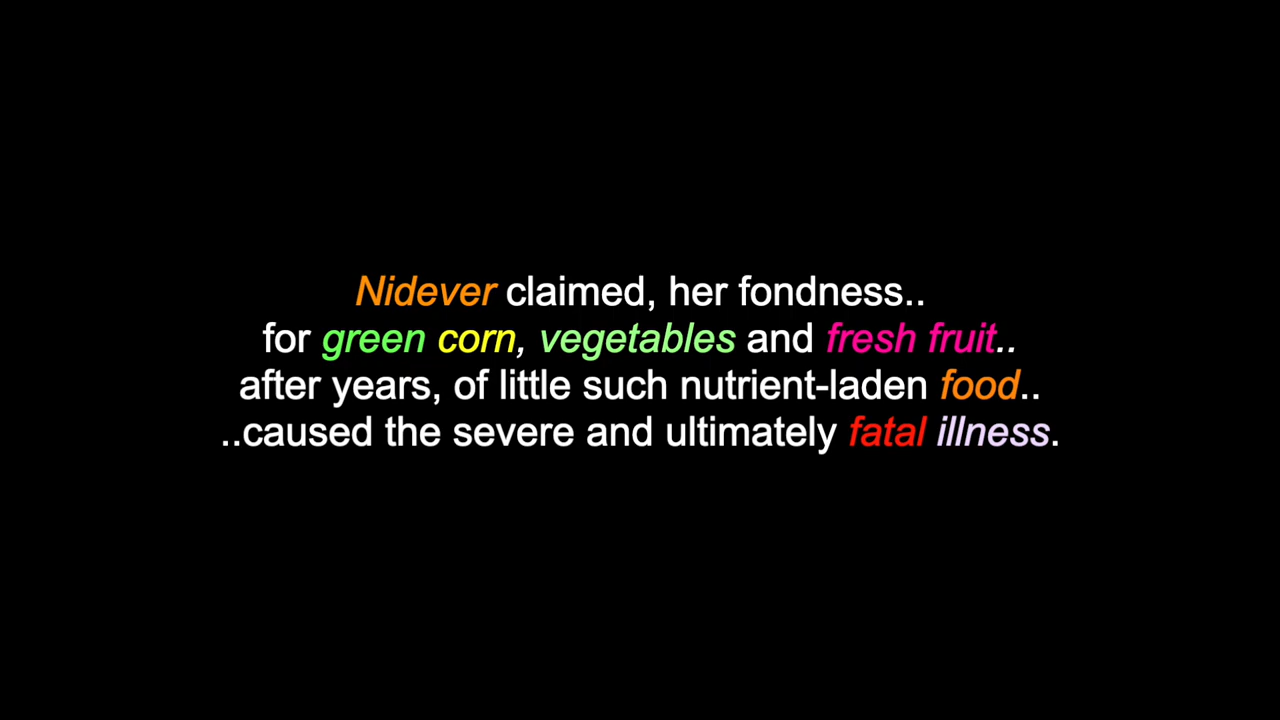 Nidever claimed, her fondness..
for green corn, vegetables and fresh fruit..
after years, of little such nutrient-laden food..
..caused the severe and ultimately fatal illness.